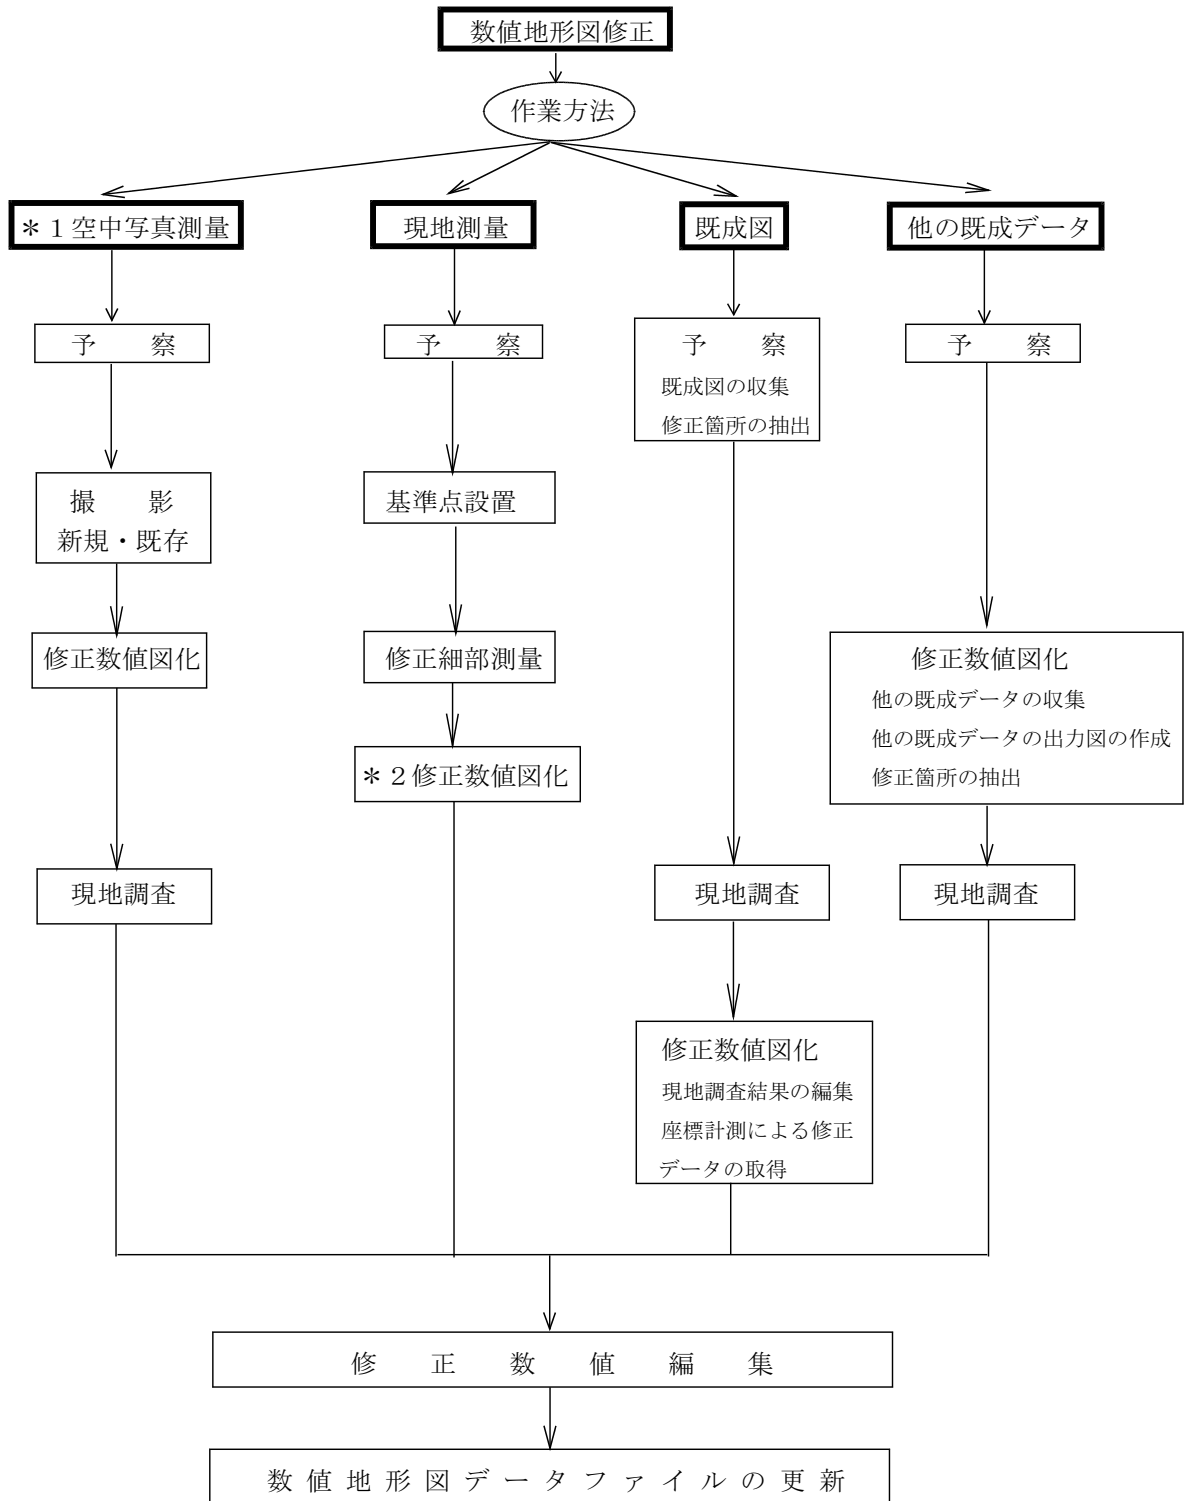 数値地形図修正
作業方法
＊１空中写真測量
現地測量
既成図
他の既成データ
予　　察
予　　察
予　　察
既成図の収集
修正箇所の抽出
予　　察
撮　　影
新規・既存
基準点設置
修正数値図化
修正細部測量
修正数値図化
他の既成データの収集
他の既成データの出力図の作成
修正箇所の抽出
＊２修正数値図化
現地調査
現地調査
現地調査
修正数値図化
現地調査結果の編集
座標計測による修正
データの取得
修　正　数　値　編　集
数値地形図データファイルの更新